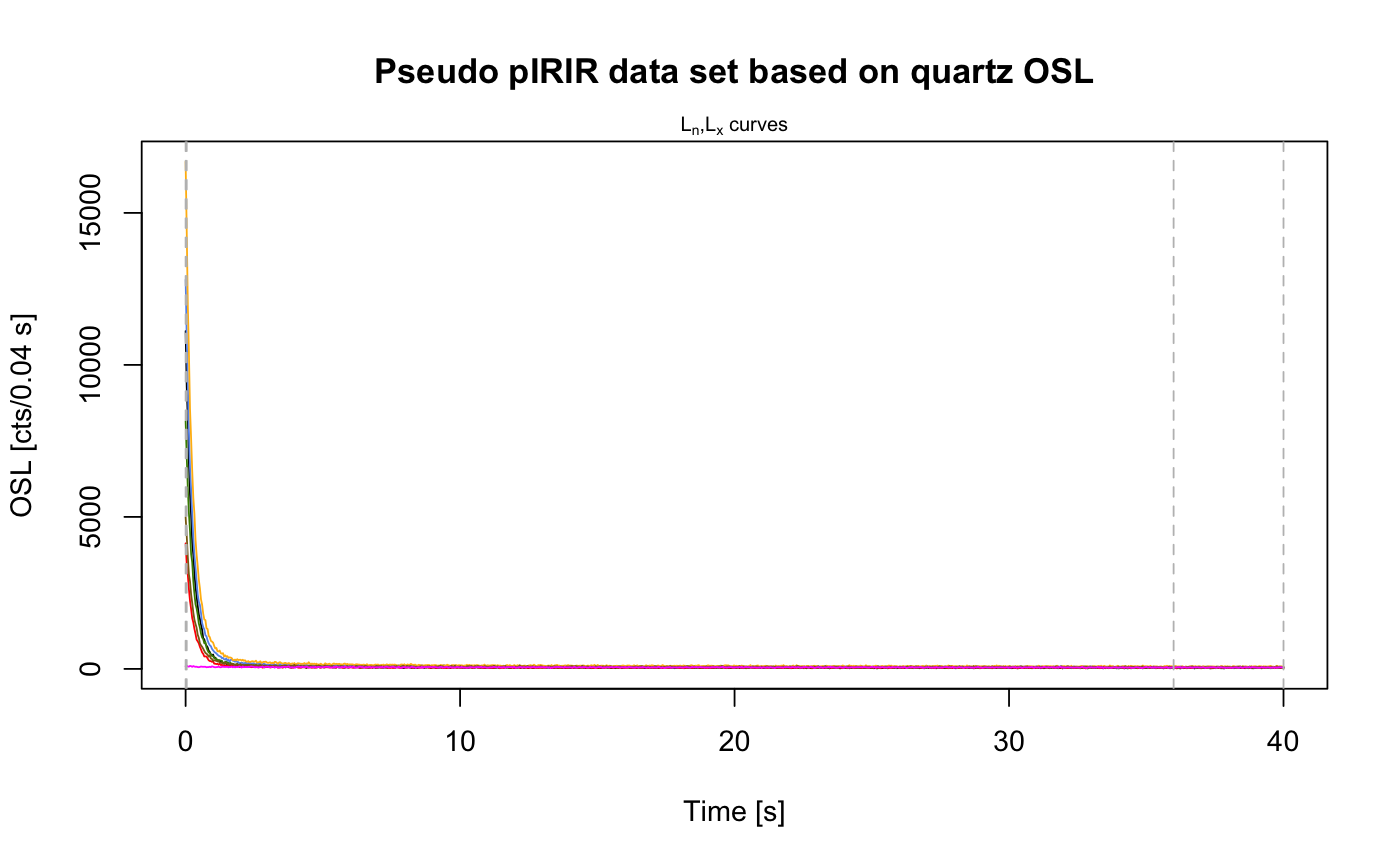 Pseudo pIRIR data set based on quartz OSL
Ln,Lx curves
OSL [cts/0.04 s]
15000
10000
5000
0
0 10 20 30 40
Time [s]